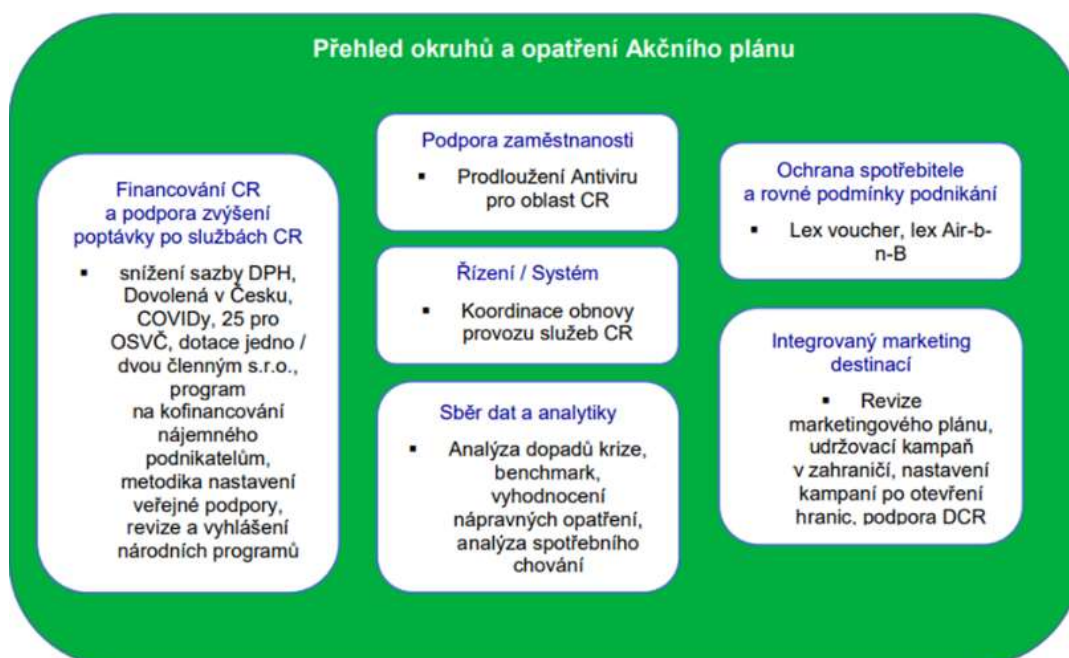 Přehled okruhů a opatření Akčního plánu
Financování CR
a podpora zvýšení
poptávky po službách CR
▪ snížení sazby DPH,
Dovolená v Česku,
COVIDy, 25 pro
OSVČ, dotace jedno /
dvou členným s.r.o.,
program
na kofinancování
nájemného
podnikatelům,
metodika nastavení
veřejné podpory,
revize a vyhlášení
národních programů
Podpora zaměstnanosti
▪ Prodloužení Antiviru
pro oblast CR
Řízení / Systém
▪ Koordinace obnovy
provozu služeb CR
Sběr dat a analytiky
▪ Analýza dopadů krize,
benchmark,
vyhodnocení
nápravných opatření,
analýza spotřebního
chování
Ochrana spotřebitele
a rovné podmínky podnikání
▪ Lex voucher, lex Air-b-
n-B
Integrovaný marketing
destinací
▪ Revize
marketingového plánu,
udržovací kampaň
v zahraničí, nastavení
kampaní po otevření
hranic, podpora DCR